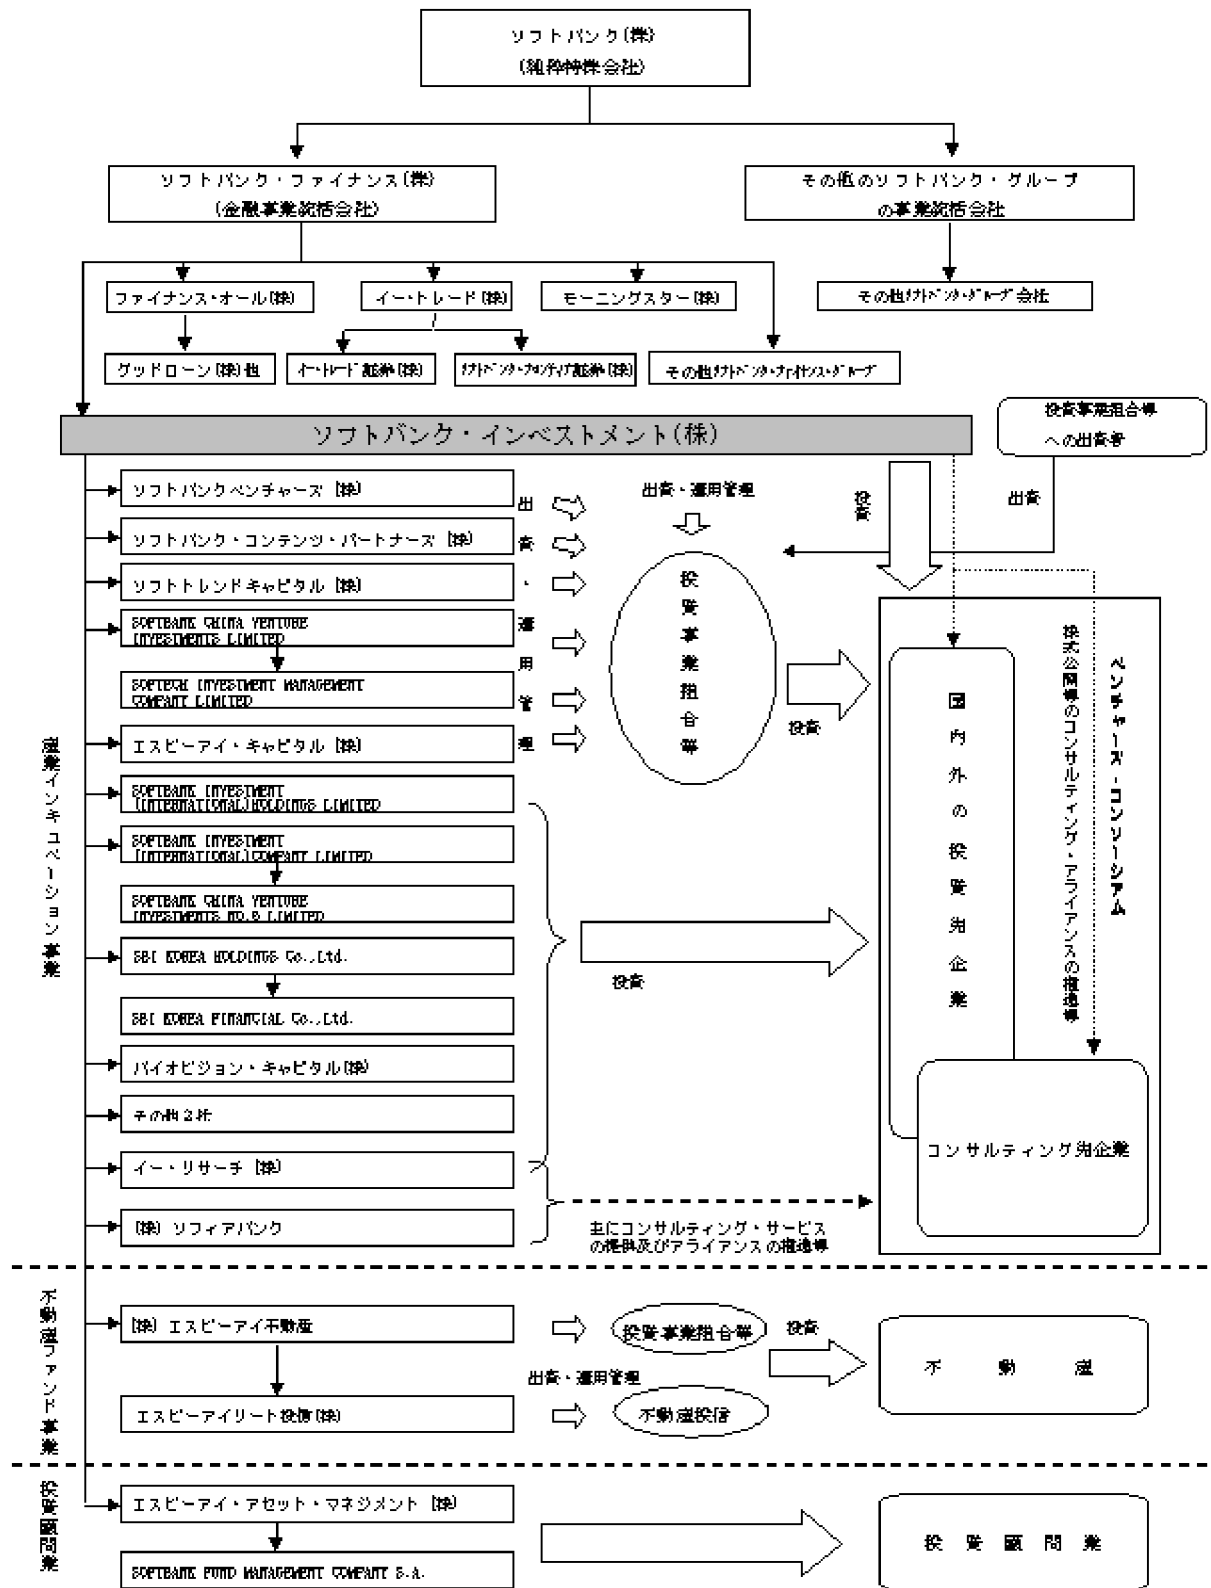 ソフトバンク(株)
(純粋持株会社)
ソフトバンク・ファイナンス(株)
(金融事業統括会社)
その他のソフトバンク・グループ
の事業統括会社
ファイナンス・オール(株)
イー・トレード(株)
モーニングスター(株)
その他ソフトバンク・グループ会社
グッドローン(株)他
イー・トレード証券(株)
ソフトバンク・フロンティア証券(株)
その他ソフトバンク・ファイナンス・グループ
ソフトバンク・インベストメント(株)
投資事業組合等
への出資者
ソフトバンクベンチャーズ (株)
ソフトバンク・コンテンツ・パートナーズ (株)
ソフトトレンドキャピタル (株)
SOFTBANK CHINA VENTURE
INVESTMENTS LIMITED
SOFTECH INVESTMENT MANAGEMENT
COMPANY LIMITED
エスビーアイ・キャピタル (株)
SOFTBANK INVESTMENT
(INTERNATIONAL)HOLDINGS LIMITED
SOFTBANK INVESTMENT
(INTERNATIONAL)COMPANY LIMITED
SOFTBANK CHINA VENTURE
INVESTMENTS NO.8 LIMITED
SBI KOREA HOLDINGS Co.,Ltd.
SBI KOREA FINANCIAL Co.,Ltd.
バイオビジョン・キャピタル(株)
その他2社
イー・リサーチ (株)
(株) ソフィアバンク
産業インキュベーション事業
出資・運用管理
出資・運用管理
投資事業組合等
投資
出資
投資
投資
国内外の投資先企業
株式公開等のコンサルティング・アライアンスの推進等
ベンチャーズ・コンソーシアム
コンサルティング先企業
主にコンサルティング・サービス
の提供及びアライアンスの推進等
不動産ファンド事業
(株) エスビーアイ不動産
投資事業組合等
投資
出資・運用管理
エスビーアイリート投信(株)
不動産投信
不動産
投資顧問業
エスビーアイ・アセット・マネジメント (株)
SOFTBANK FUND MANAGEMENT COMPANY S.A.
投資顧問業